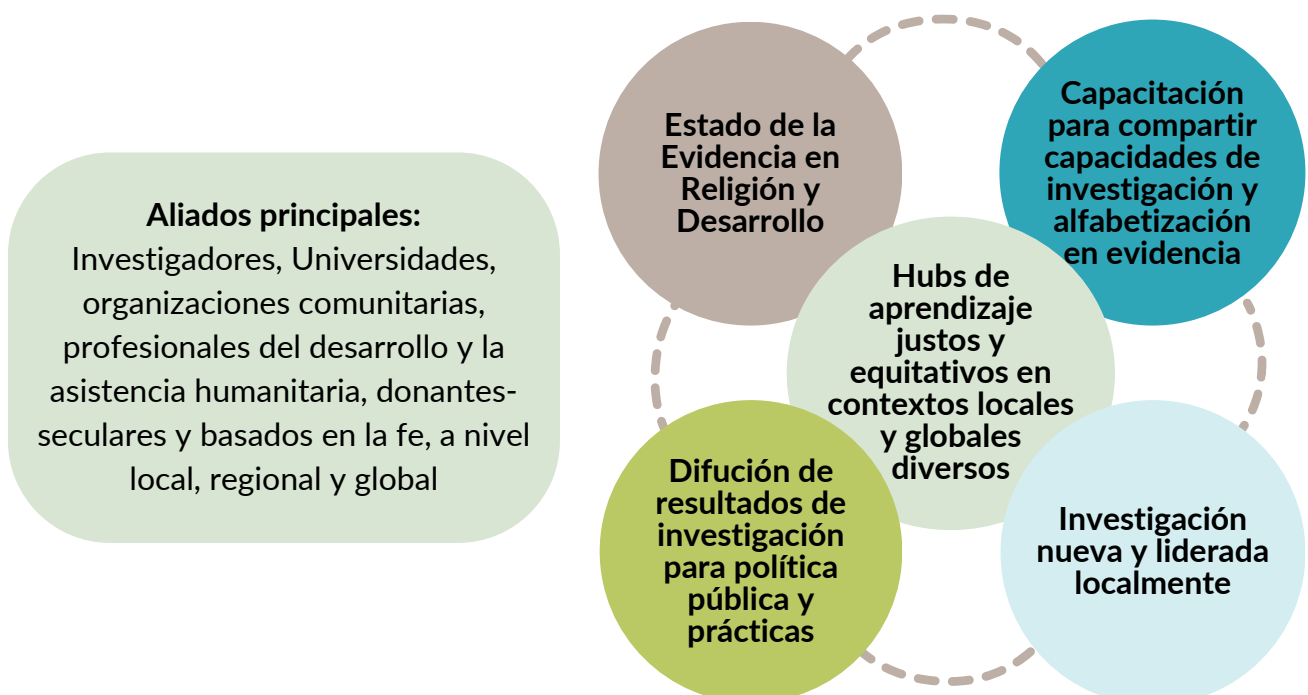 Aliados principales:
Investigadores, Universidades,
organizaciones comunitarias,
profesionales del desarrollo y la
asistencia humanitaria, donantes-
seculares y basados en la fe, a nivel
local, regional y global
Estado de la
Evidencia en
Religión y
Desarrollo
Capacitación
para compartir
capacidades de
investigación y
alfabetización
en evidencia
Hubs de
aprendizaje
justos y
equitativos en
contextos locales
y globales
diversos
Difución de
resultados de
investigación
para política
pública y
prácticas
Investigación
nueva y liderada
localmente